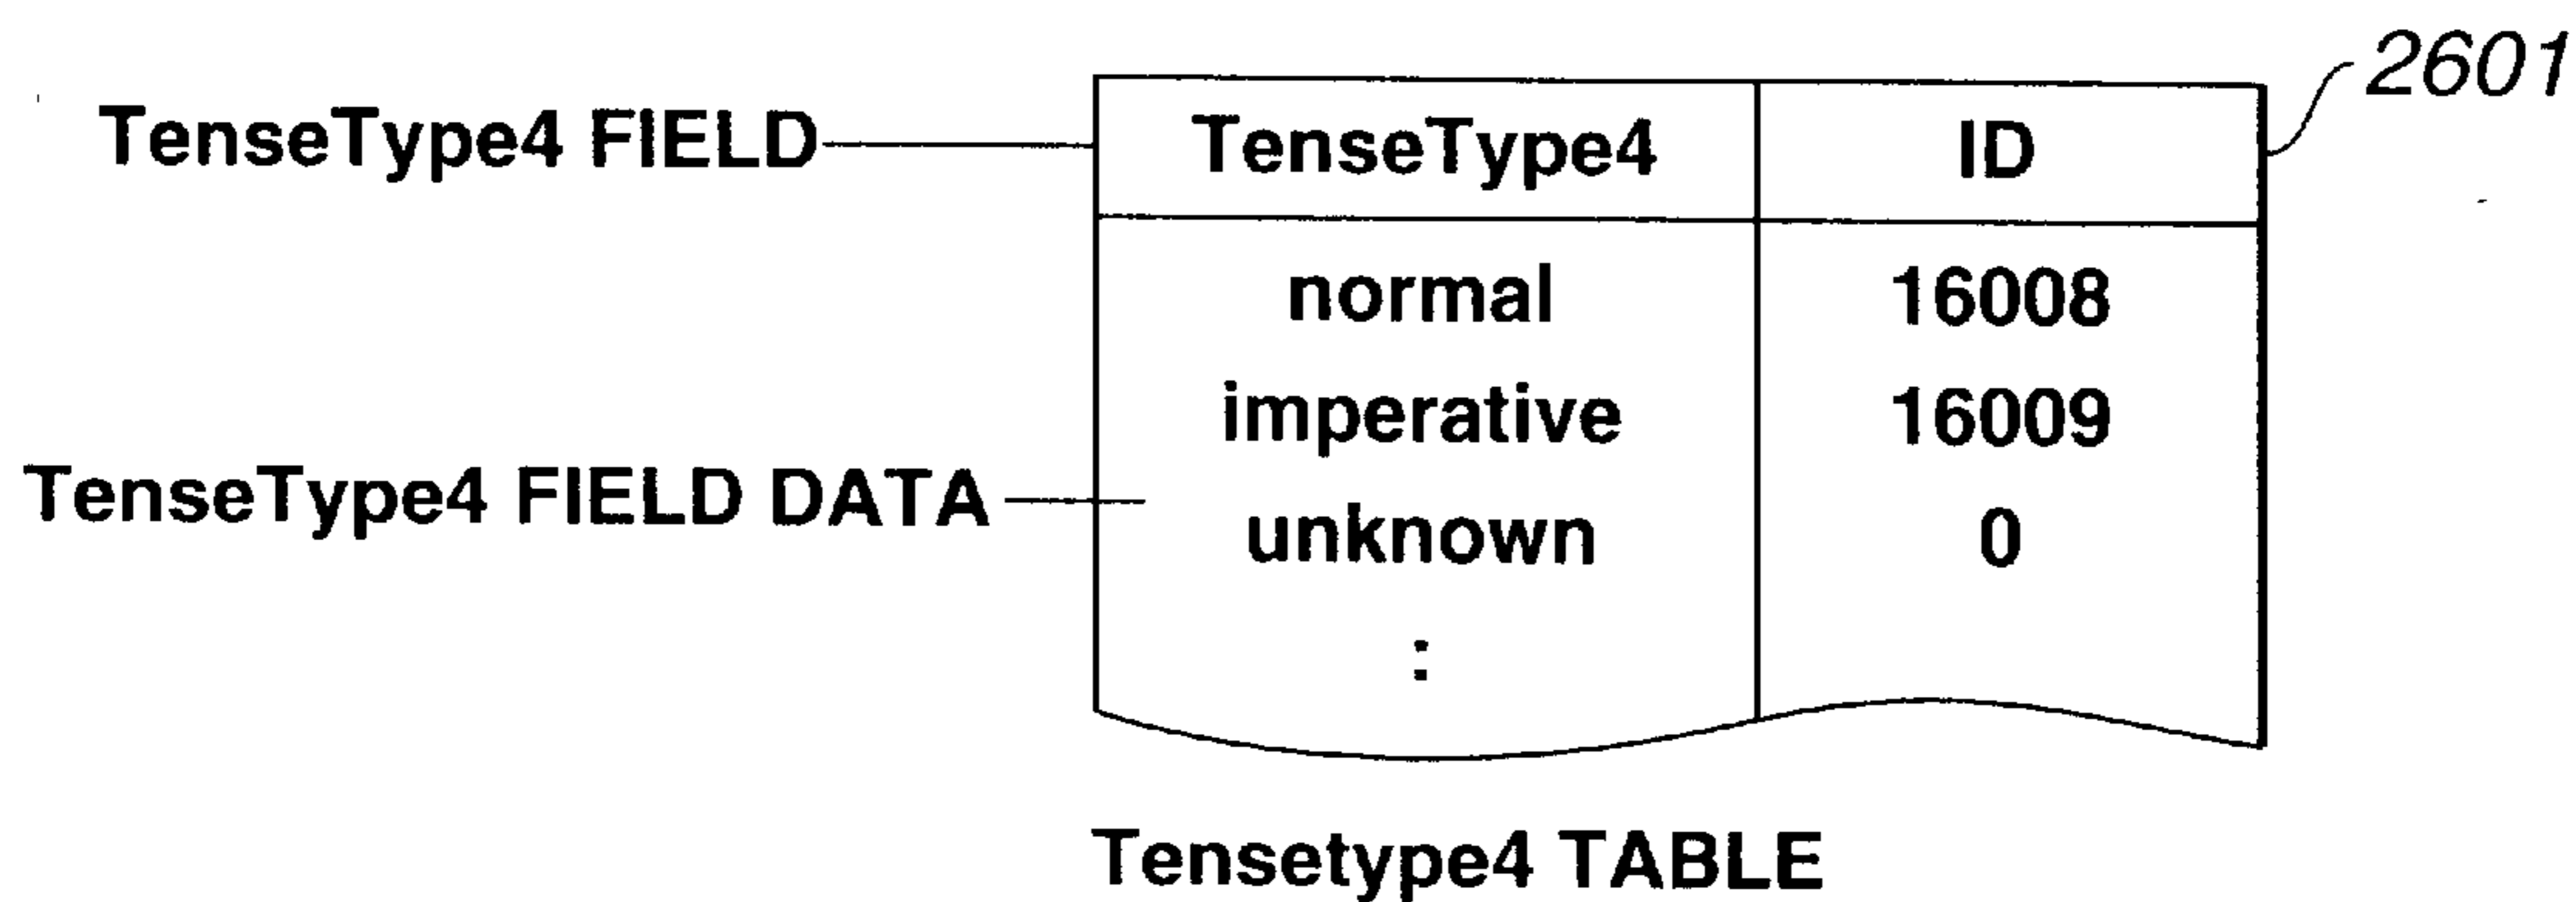 2601
TenseType4 FIELD
TenseType4 ID
normal 16008
imperative 16009
TenseType4 FIELD DATA
unknown 0
:
Tensetype4 TABLE